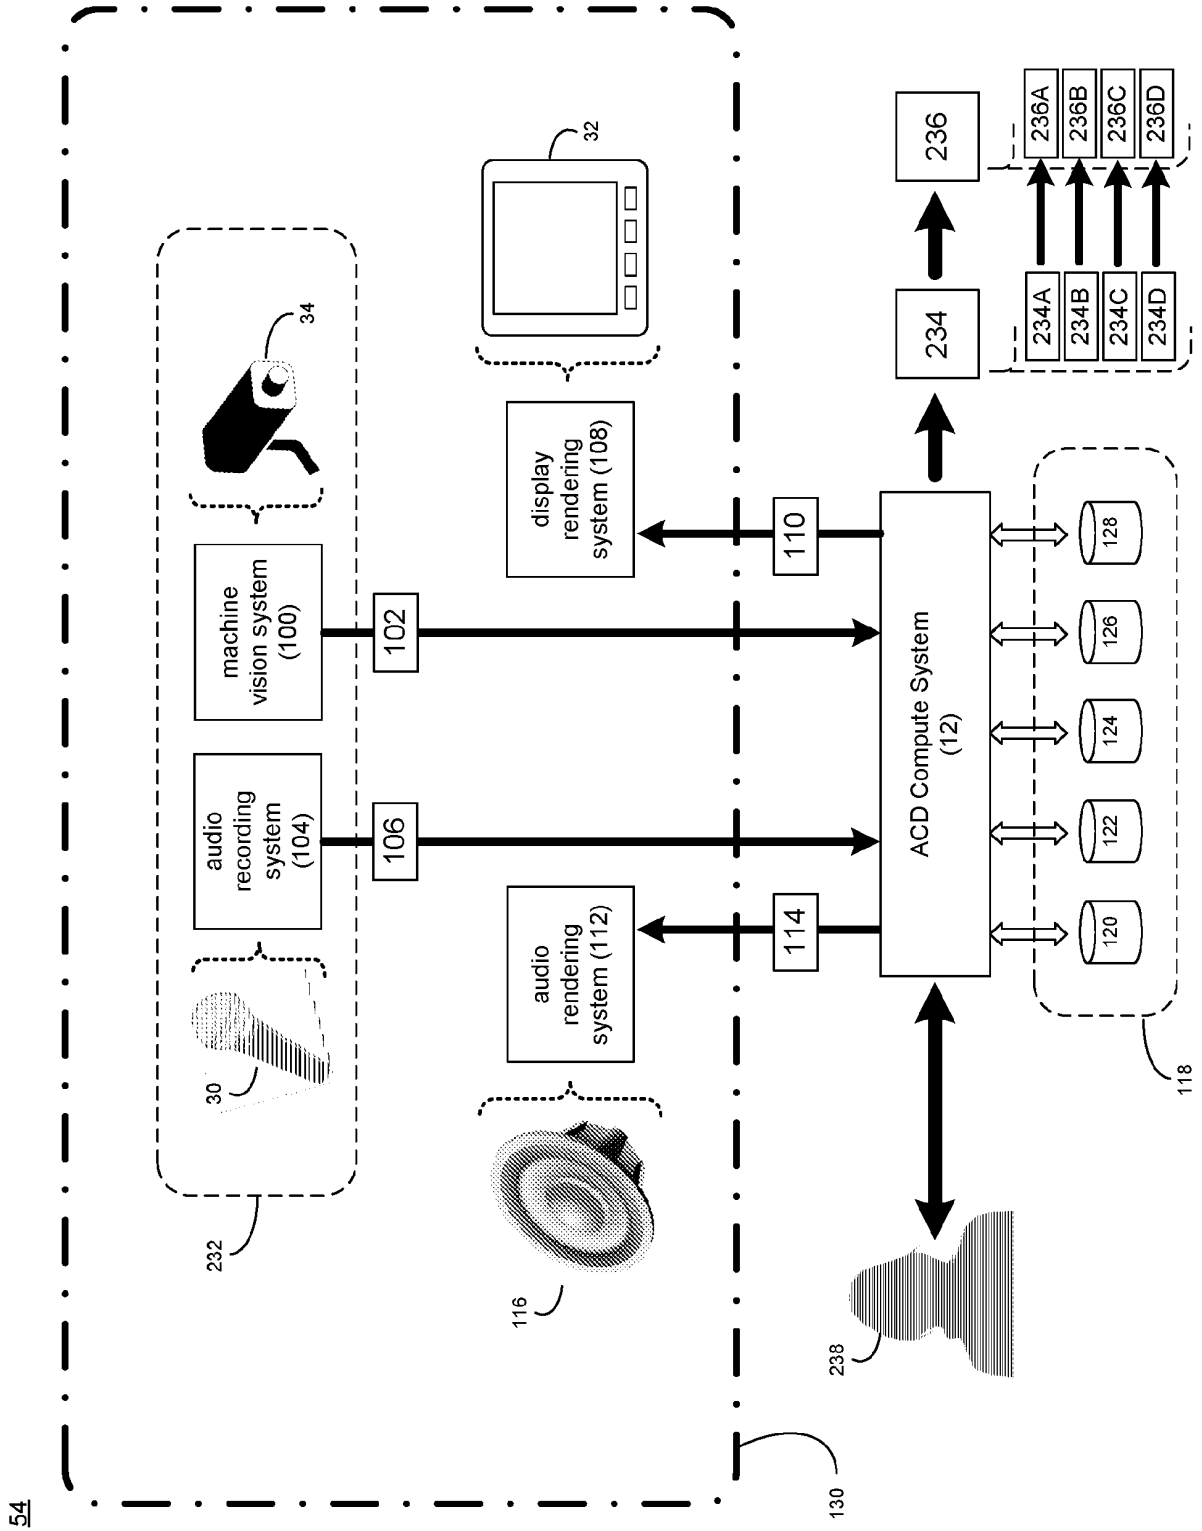 54
232
30
audio
recording
system
(104)
machine
vision system
(100)
34
106
102
116
audio
rendering
system (112)
display
rendering
system (108)
32
130
114
110
238
ACD Compute System
(12)
234
236
118
120
122
124
126
128
234A
236A
234B
236B
234C
236C
234D
236D